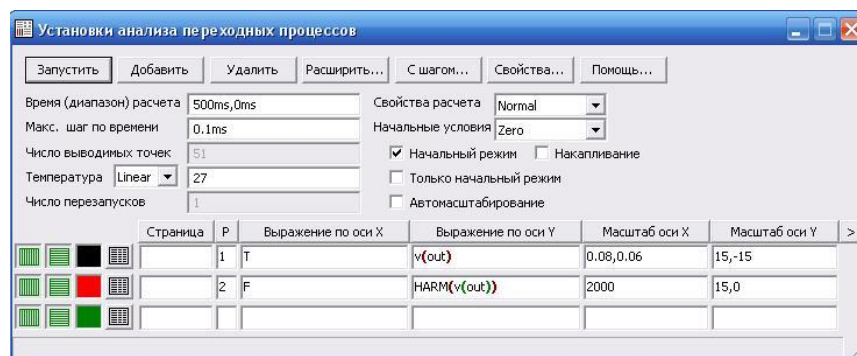 Установки анализа переходных процессов
Запустить Добавить Удалить Расширить... С шагом... Свойства... Помощь...
Время (диапазон) расчета 500ms,0ms Свойства расчета Normal
Макс. шаг по времени 0.1ms Начальные условия Zero
Число выводимых точек 51 Начальный режим Накапливание
Температура Linear 27 Только начальный режим
Число перезапусков 1 Автомасштабирование
Страница P Выражение по оси X Выражение по оси Y Масштаб оси X Масштаб оси Y >
1 T v(out) 0.08,0.06 15,-15
2 F HARM(v(out)) 2000 15,0